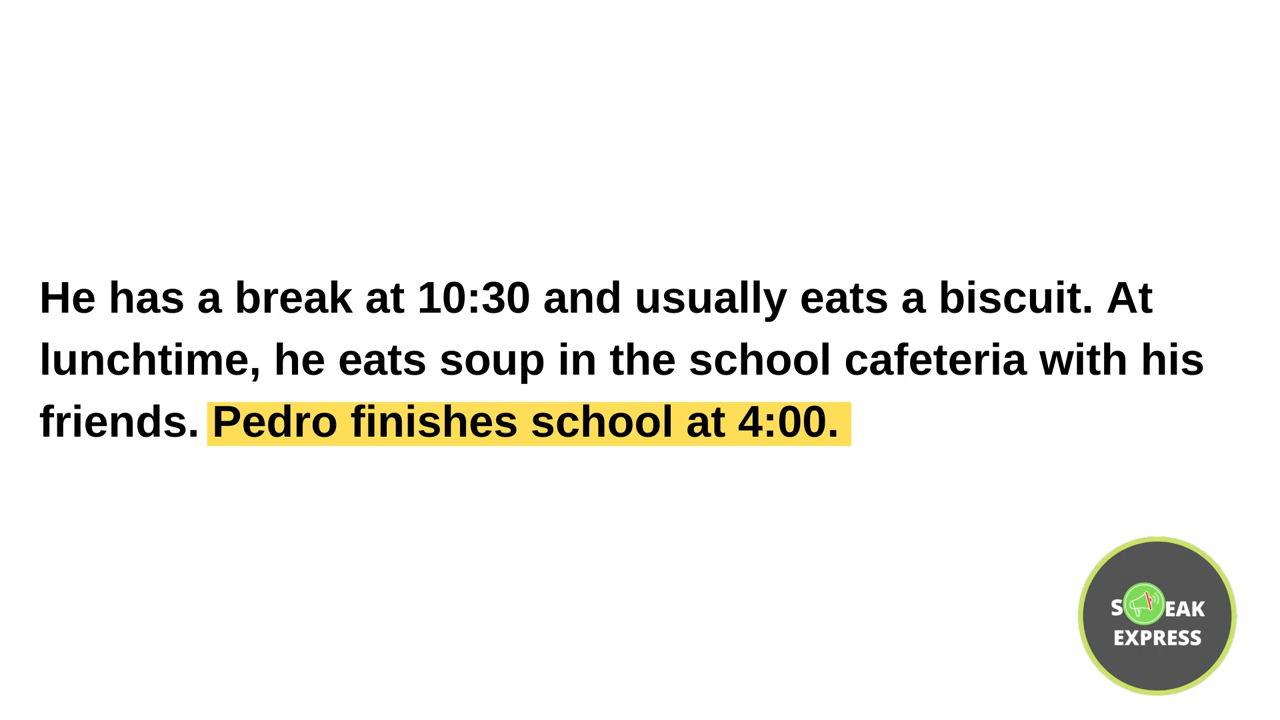 He has a break at 10:30 and usually eats a biscuit. At
lunchtime, he eats soup in the school cafeteria with his
friends. Pedro finishes school at 4:00.
S EAK
EXPRESS